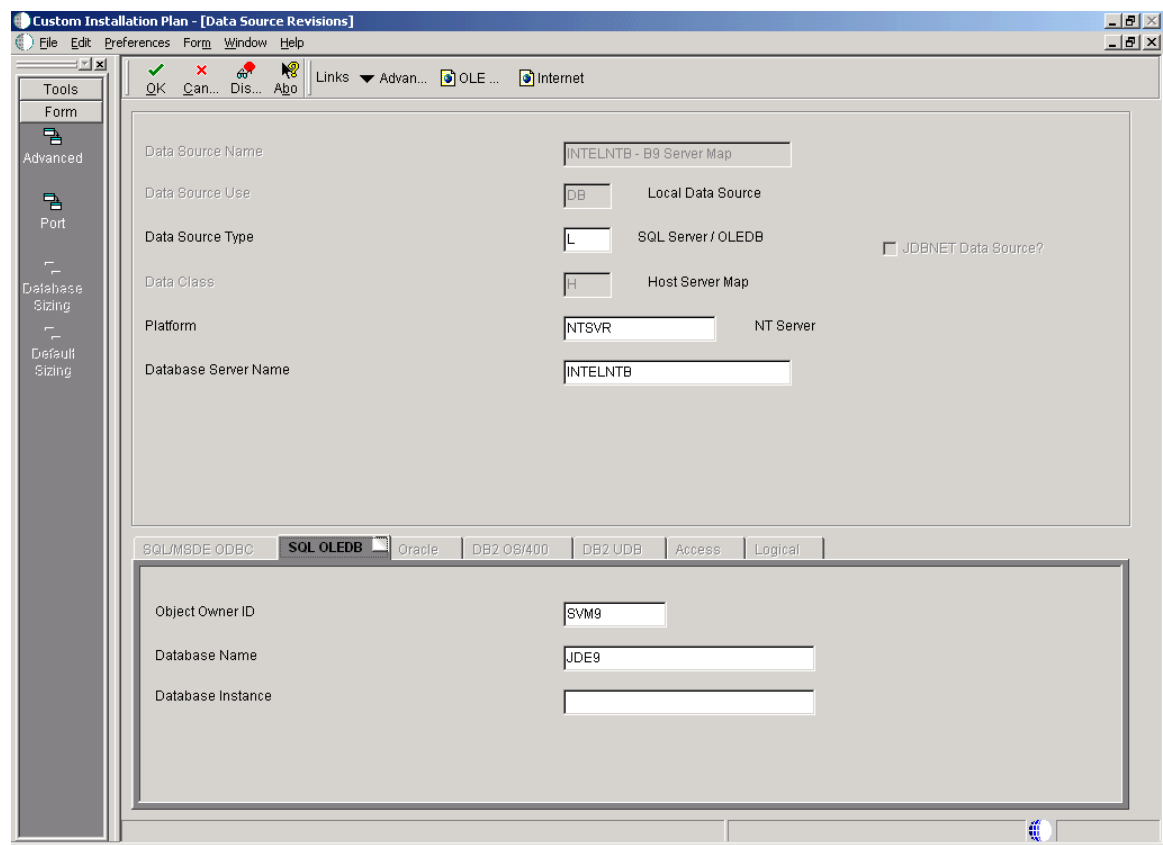 Custom Installation Plan - [Data Source Revisions]
File Edit Preferences Form Window Help
Tools
Form
Advanced
Port
Database
Sizing
Default
Sizing
OK Can... Dis... Abo Links Advan... OLE ... Internet
Data Source Name INTELNTB - B9 Server Map
Data Source Use DB Local Data Source
Data Source Type L SQL Server / OLEDB JDBNET Data Source?
Data Class H Host Server Map
Platform NTSVR NT Server
Database Server Name INTELNTB
SQL/MSDE ODBC SQL OLEDB Oracle DB2 OS/400 DB2 UDB Access Logical
Object Owner ID SVM9
Database Name JDE9
Database Instance